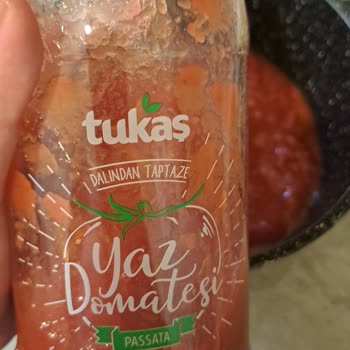 tukaş
DALINDAN TAPTAZE
Yaz
Domatesi
PASSATA